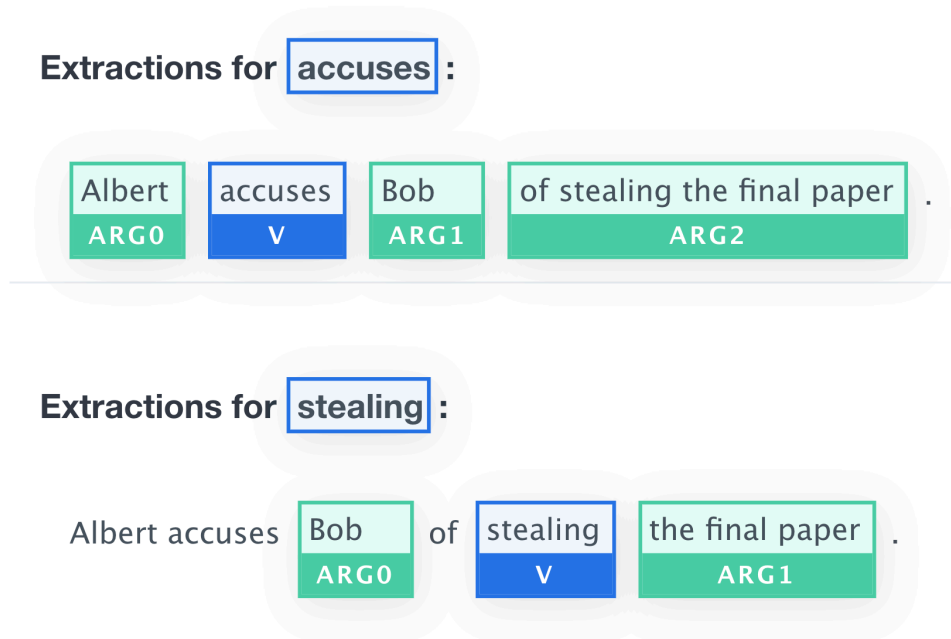 Extractions for accuses :
Albert accuses Bob of stealing the final paper .
ARG0 V ARG1 ARG2
Extractions for stealing :
Albert accuses Bob of stealing the final paper .
ARG0 V ARG1